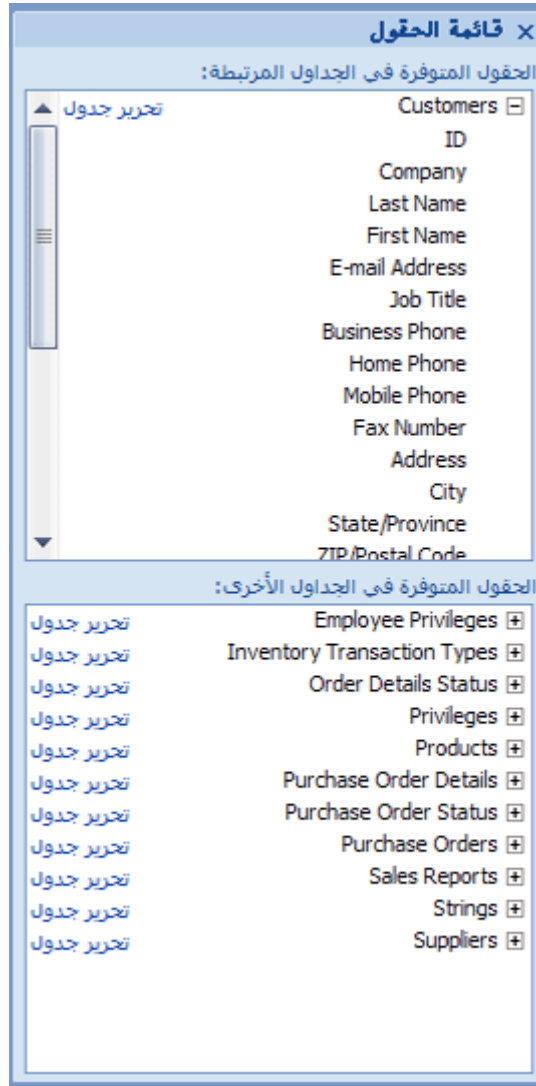 قائمة الحقول
الحقول المتوفرة في الجداول المرتبطة:
Customers تحرير جدول
ID
Company
Last Name
First Name
E-mail Address
Job Title
Business Phone
Home Phone
Mobile Phone
Fax Number
Address
City
State/Province
ZIP/Postal Code
الحقول المتوفرة في الجداول الأخرى:
Employee Privileges تحرير جدول
Inventory Transaction Types تحرير جدول
Order Details Status تحرير جدول
Privileges تحرير جدول
Products تحرير جدول
Purchase Order Details تحرير جدول
Purchase Order Status تحرير جدول
Purchase Orders تحرير جدول
Sales Reports تحرير جدول
Strings تحرير جدول
Suppliers تحرير جدول